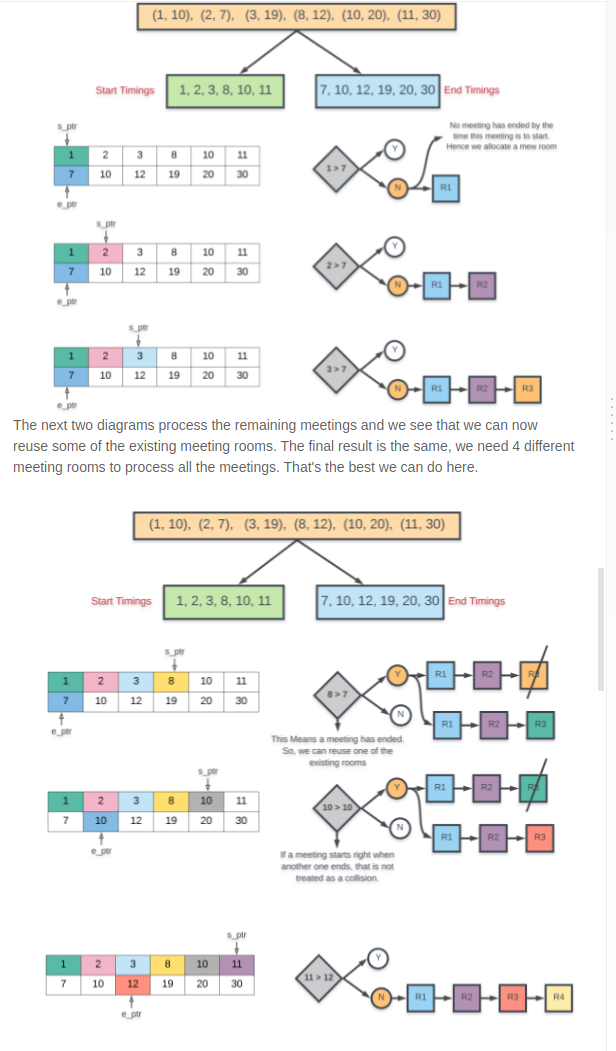 (1, 10), (2, 7), (3, 19), (8, 12), (10, 20), (11, 30)
Start Timings 1, 2, 3, 8, 10, 11 7, 10, 12, 19, 20, 30 End Timings
s_ptr
1 2 3 8 10 11
7 10 12 19 20 30
e_ptr
1 > 7
Y
N
R1
No meeting has ended by the
time this meeting is to start.
Hence we allocate a mew room
s_ptr
1 2 3 8 10 11
7 10 12 19 20 30
e_ptr
2 > 7
Y
N R1 R2
s_ptr
1 2 3 8 10 11
7 10 12 19 20 30
e_ptr
3 > 7
Y
N R1 R2 R3
The next two diagrams process the remaining meetings and we see that we can now
reuse some of the existing meeting rooms. The final result is the same, we need 4 different
meeting rooms to process all the meetings. That's the best we can do here.
(1, 10), (2, 7), (3, 19), (8, 12), (10, 20), (11, 30)
Start Timings 1, 2, 3, 8, 10, 11 7, 10, 12, 19, 20, 30 End Timings
s_ptr
1 2 3 8 10 11
7 10 12 19 20 30
e_ptr
8 > 7
Y R1 R2 R3
N R1 R2 R3
This Means a meeting has ended.
So, we can reuse one of the
existing rooms
s_ptr
1 2 3 8 10 11
7 10 12 19 20 30
e_ptr
10 > 10
Y R1 R2 R3
N R1 R2 R3
If a meeting starts right when
another one ends, that is not
treated as a collision.
s_ptr
1 2 3 8 10 11
7 10 12 19 20 30
e_ptr
11 > 12
Y
N R1 R2 R3 R4